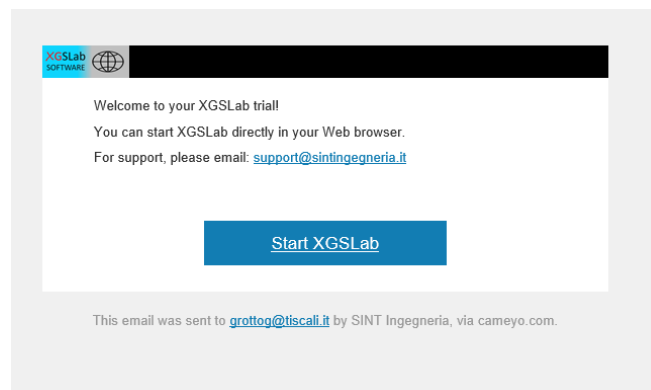 XGSLab
SOFTWARE
Welcome to your XGSLab trial!
You can start XGSLab directly in your Web browser.
For support, please email: support@sintingegneria.it
Start XGSLab
This email was sent to grottog@tiscali.it by SINT Ingegneria, via cameyo.com.